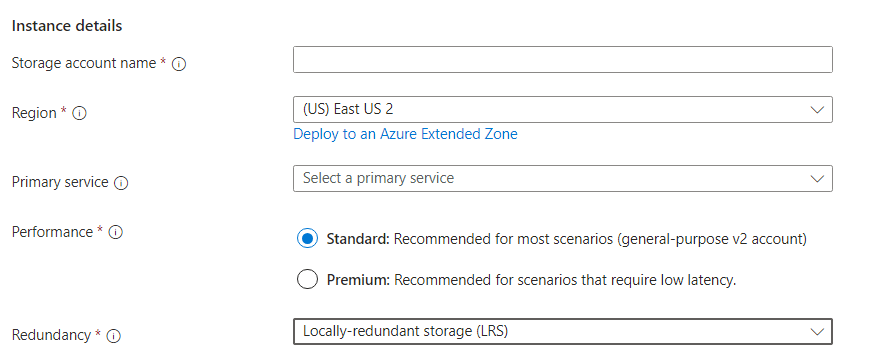 Instance details
Storage account name *
Region *
(US) East US 2
Deploy to an Azure Extended Zone
Primary service
Select a primary service
Performance *
Standard: Recommended for most scenarios (general-purpose v2 account)
Premium: Recommended for scenarios that require low latency.
Redundancy *
Locally-redundant storage (LRS)